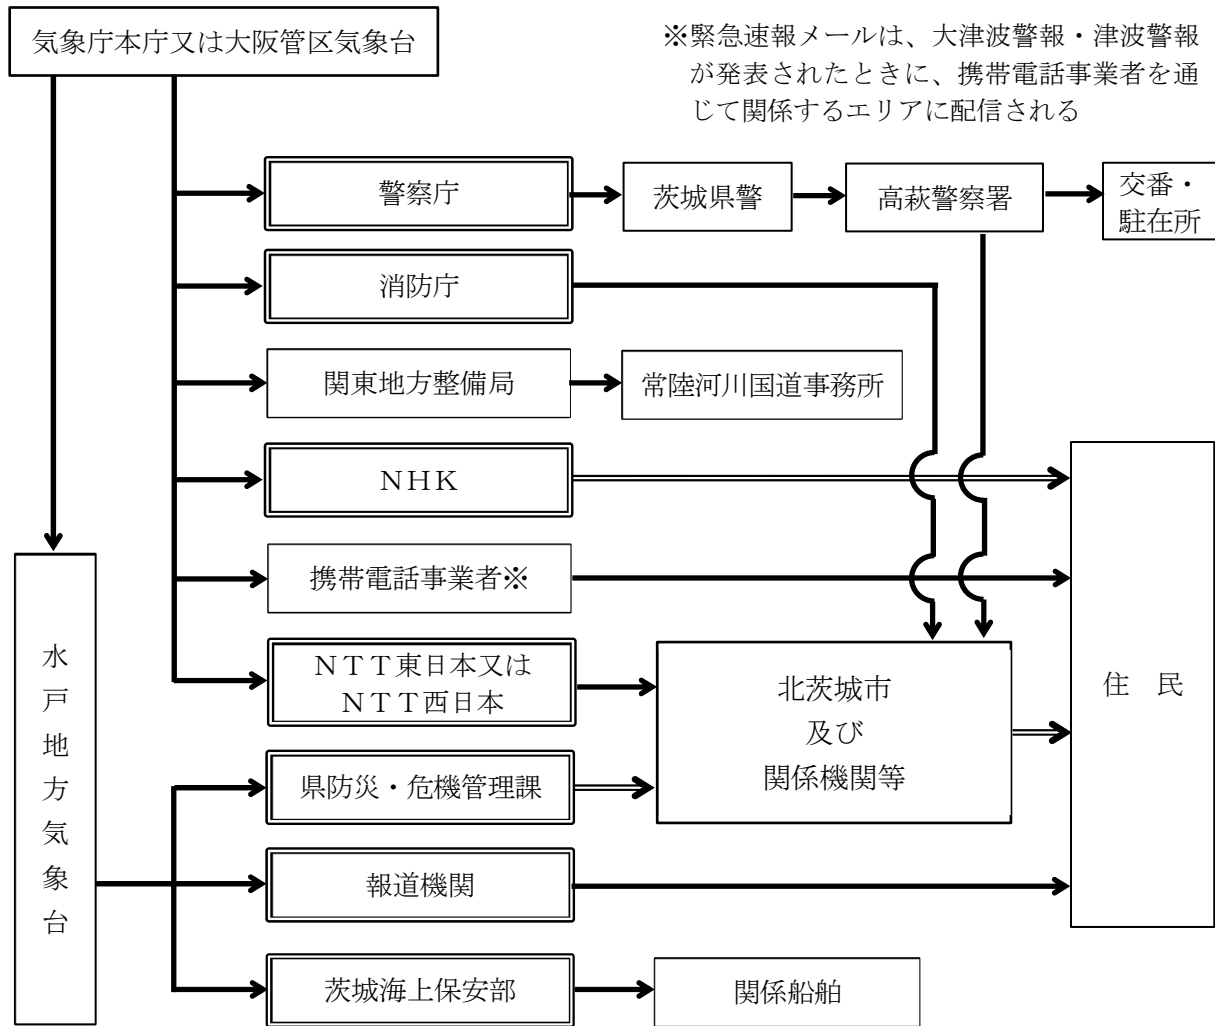 気象庁本庁又は大阪管区気象台
※緊急速報メールは、大津波警報・津波警報
が発表されたときに、携帯電話事業者を通
じて関係するエリアに配信される
警察庁
茨城県警
高萩警察署
交番・
駐在所
消防庁
関東地方整備局
常陸河川国道事務所
ＮＨＫ
携帯電話事業者※
ＮＴＴ東日本又は
ＮＴＴ西日本
北茨城市
及び
関係機関等
住　民
水戸地方気象台
県防災・危機管理課
報道機関
茨城海上保安部
関係船舶